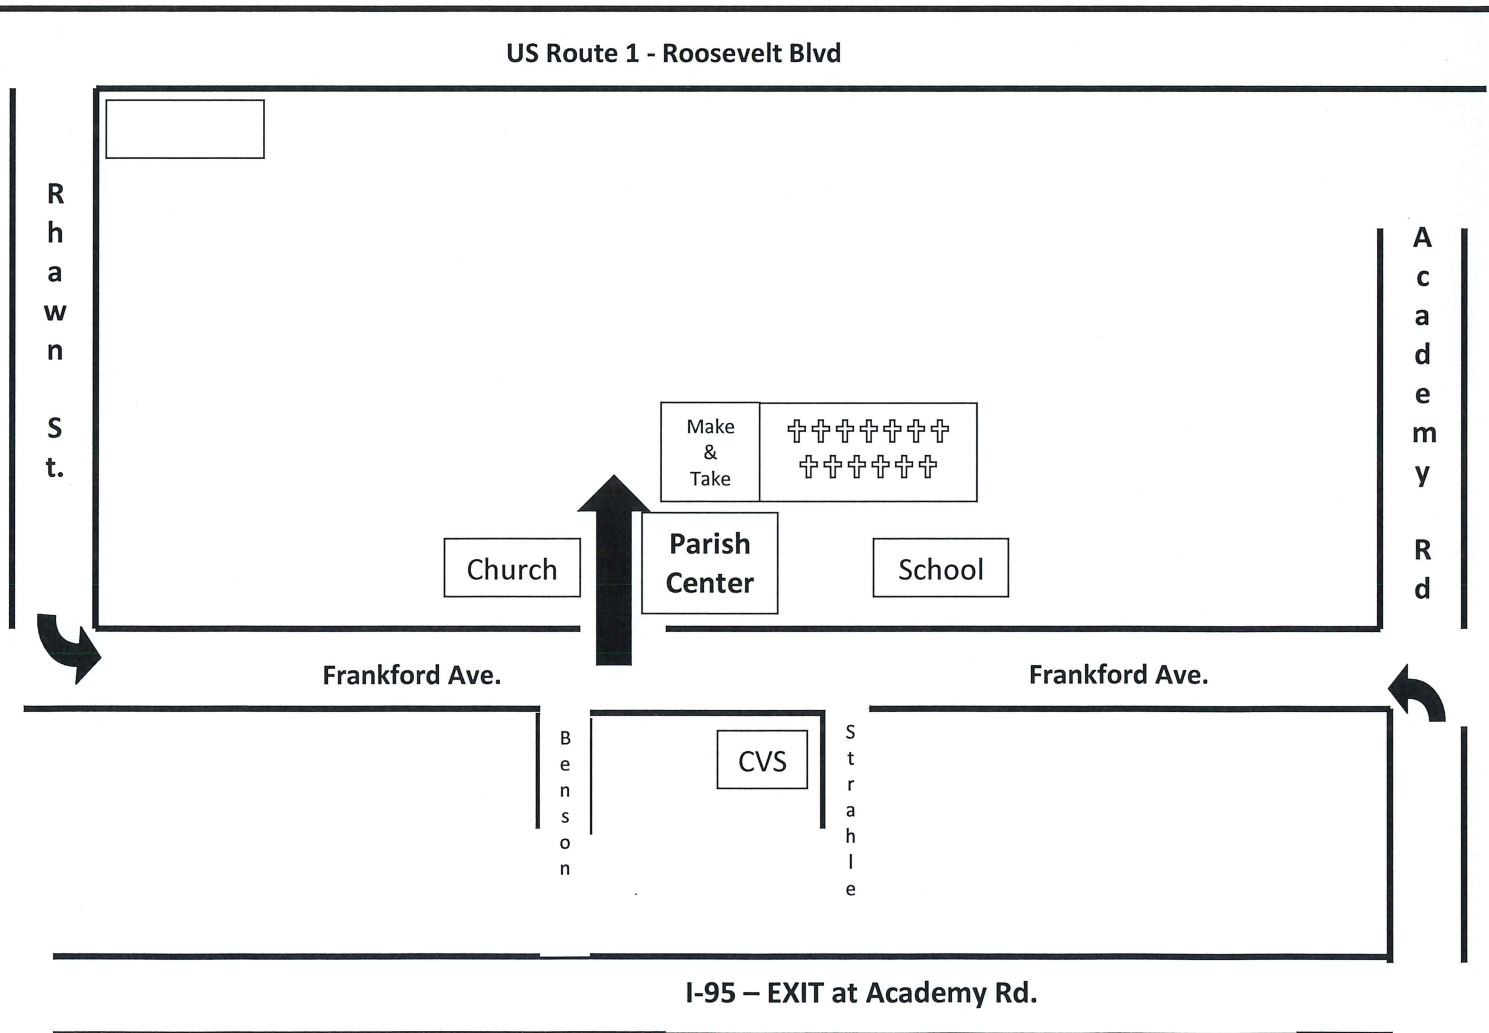 US Route 1 - Roosevelt Blvd
Rhawn St.
Academy Rd
Make
&
Take
Church
Parish
Center
School
Frankford Ave.
Frankford Ave.
Benson
CVS
Strahle
I-95 – EXIT at Academy Rd.